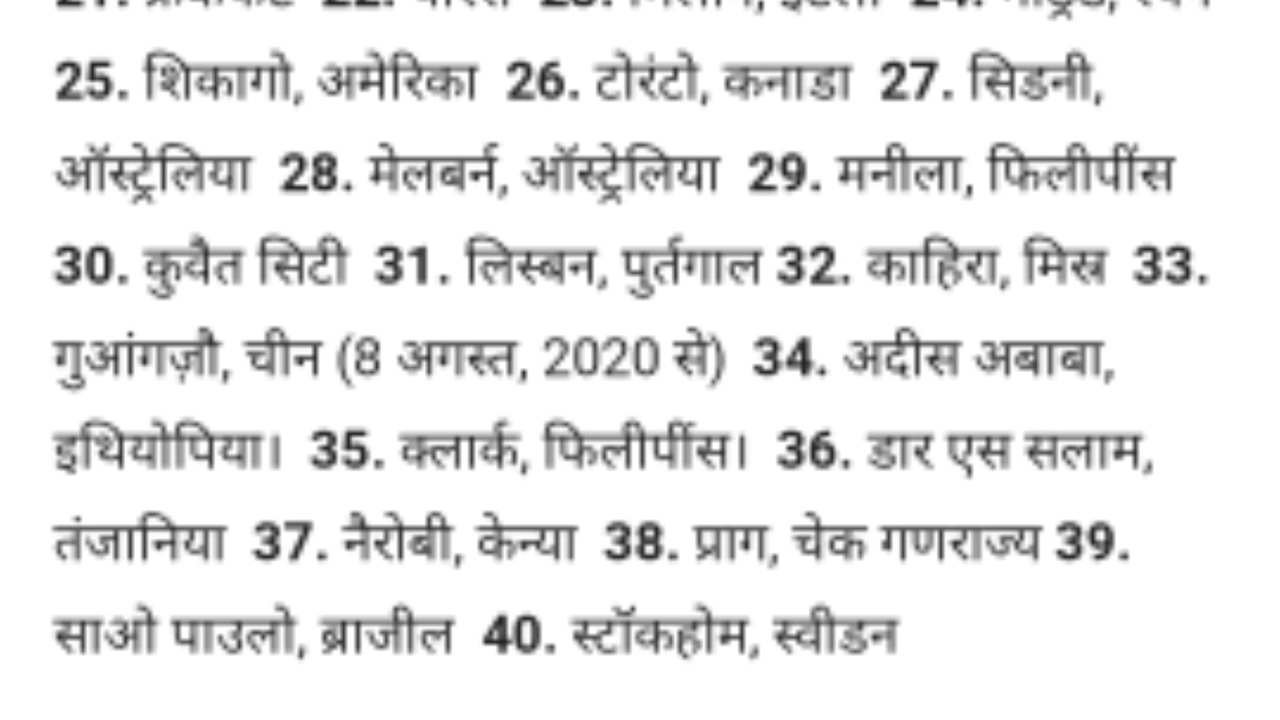 25. शिकागो, अमेरिका 26. टोरंटो, कनाडा 27. सिडनी,
ऑस्ट्रेलिया 28. मेलबर्न, ऑस्ट्रेलिया 29. मनीला, फिलीपींस
30. कुवैत सिटी 31. लिस्बन, पुर्तगाल 32. काहिरा, मिस्र 33.
गुआंगज़ौ, चीन (8 अगस्त, 2020 से) 34. अदीस अबाबा,
इथियोपिया। 35. क्लार्क, फिलीपींस। 36. डार एस सलाम,
तंजानिया 37. नैरोबी, केन्या 38. प्राग, चेक गणराज्य 39.
साओ पाउलो, ब्राजील 40. स्टॉकहोम, स्वीडन